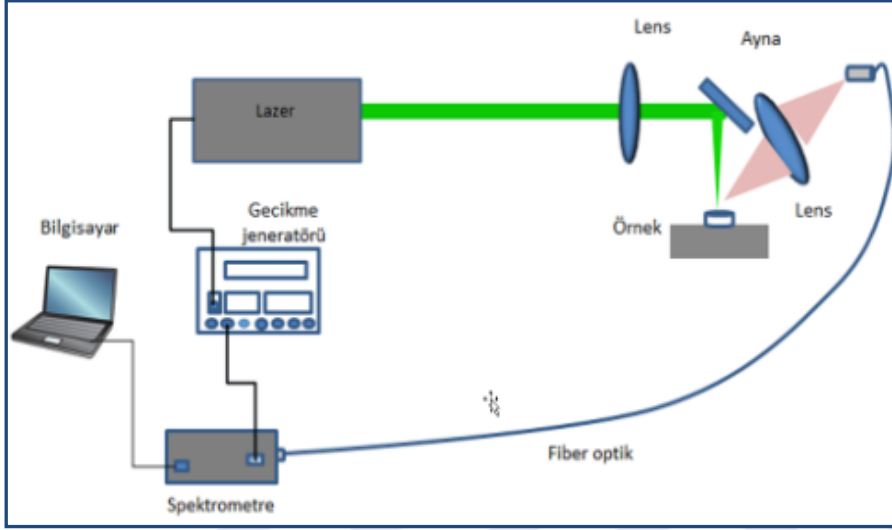 Lens
Ayna
Lazer
Gecikme
jeneratörü
Bilgisayar
Örnek
Lens
Fiber optik
Spektrometre